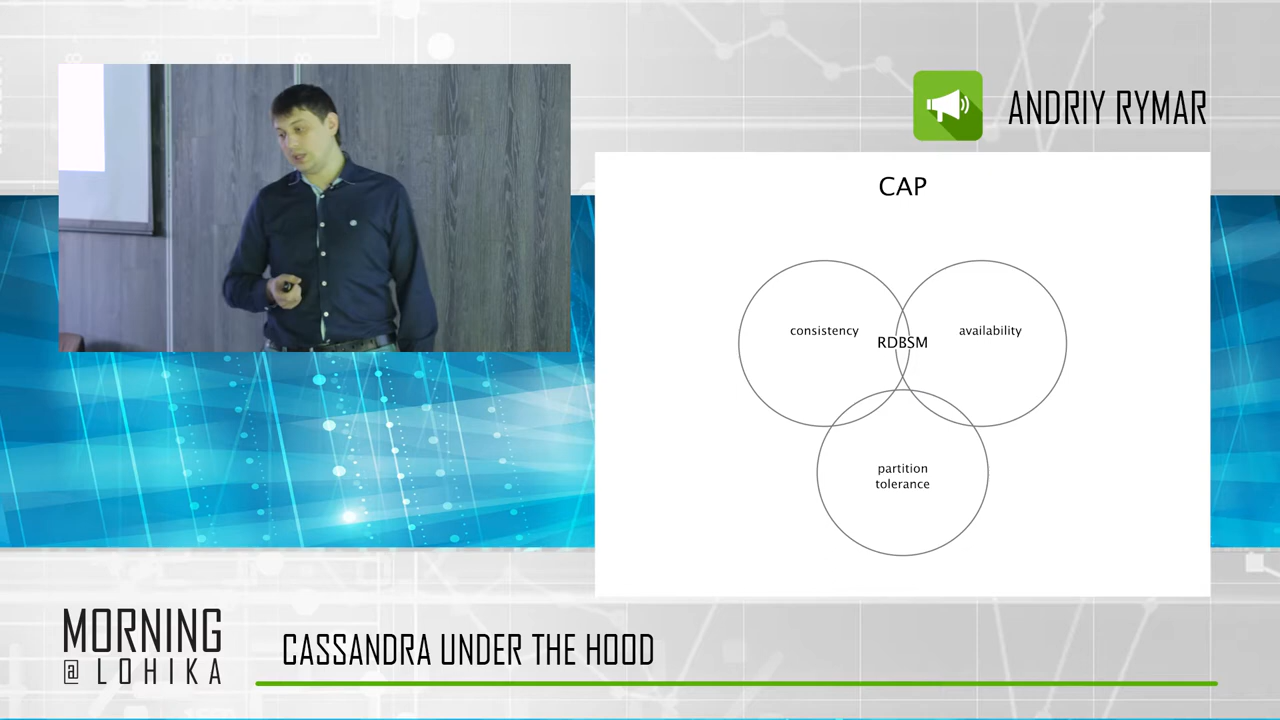 ANDRIY RYMAR
CAP
consistency
availability
RDBSM
partition
tolerance
MORNING
@ LOHIKA
CASSANDRA UNDER THE HOOD